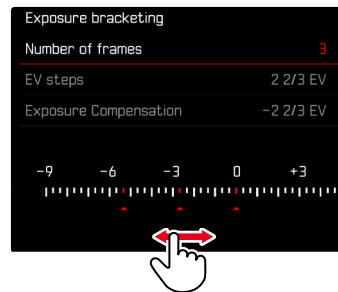 Exposure bracketing
Number of frames 3
EV steps 2 2/3 EV
Exposure Compensation -2 2/3 EV
-9 -6 -3 0 +3